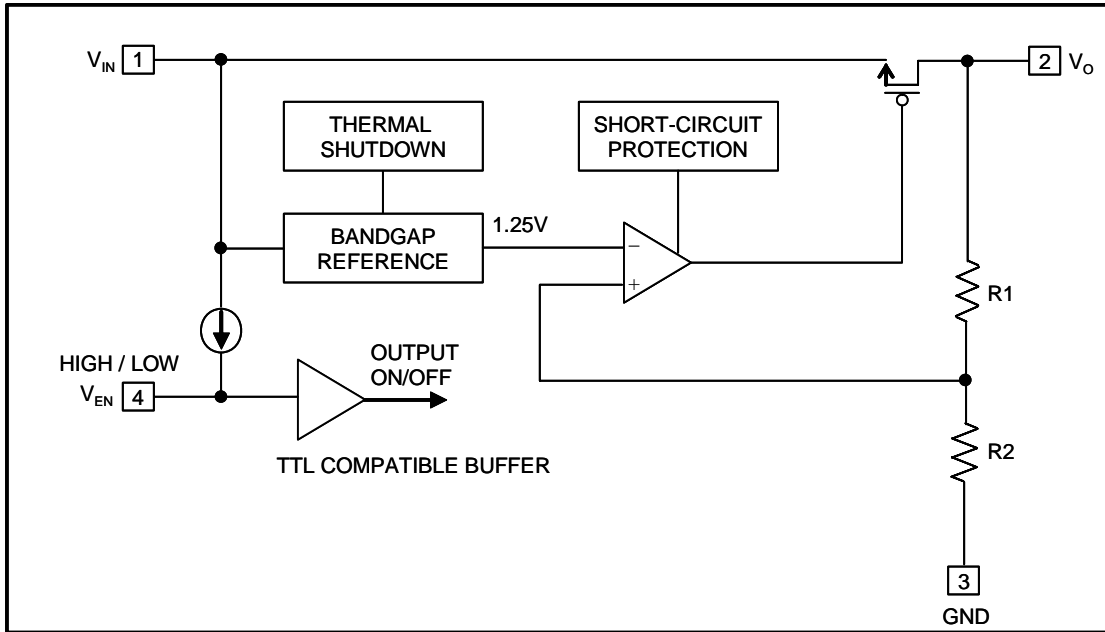 V_IN 1
2 V_O
THERMAL
SHUTDOWN
SHORT-CIRCUIT
PROTECTION
BANDGAP
REFERENCE
1.25V
−
+
R1
HIGH / LOW
V_EN 4
OUTPUT
ON/OFF
TTL COMPATIBLE BUFFER
R2
3
GND